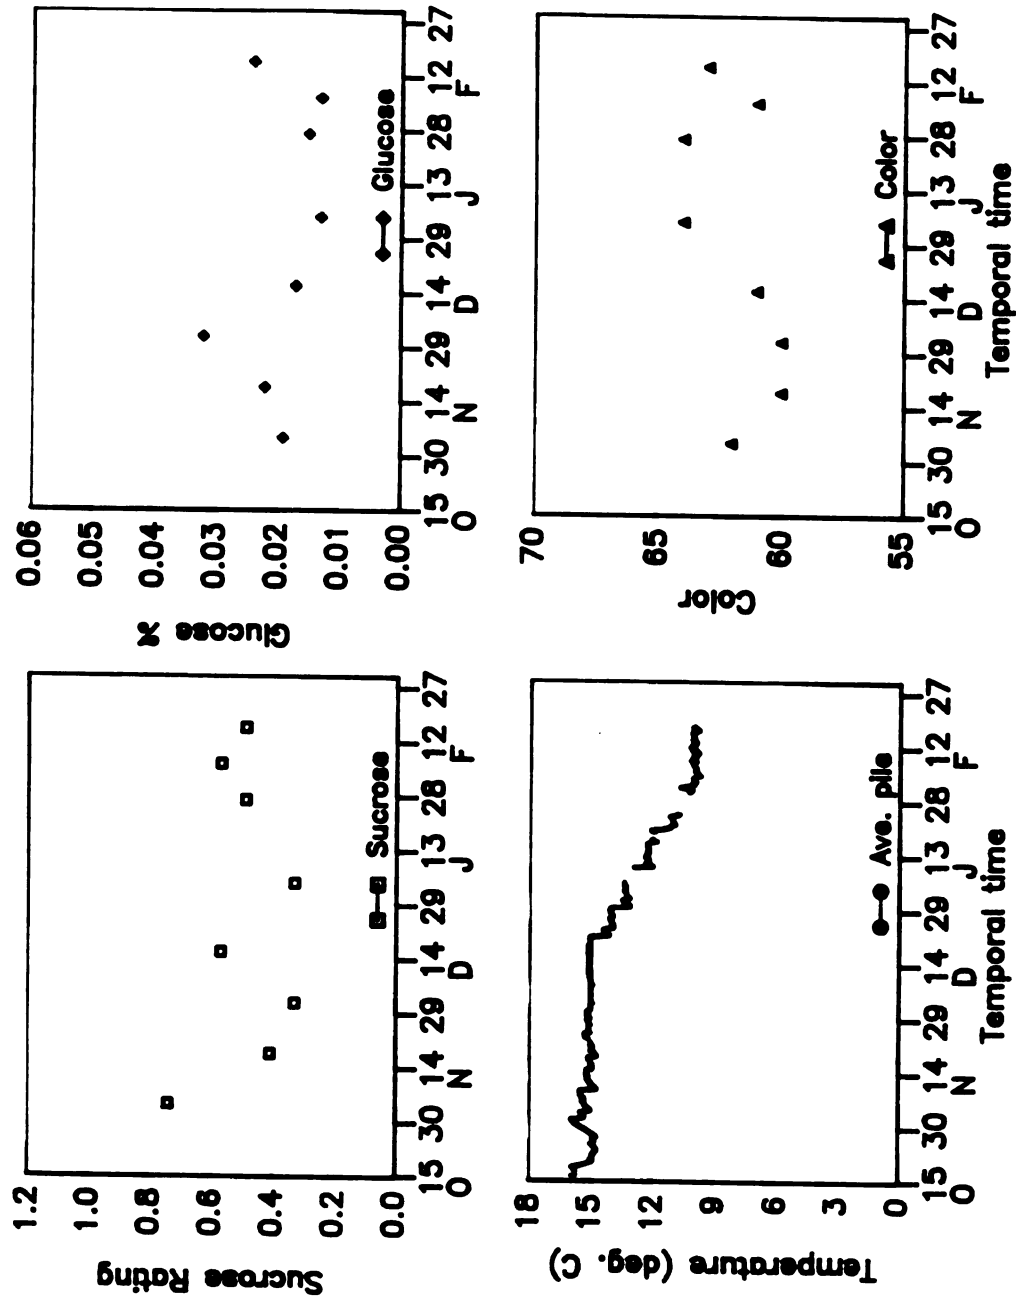 Sucrose Rating
1.2
1.0
0.8
0.6
0.4
0.2
0.0
Sucrose
15 30 14 29 14 29 13 28 12 27
O N D J F
Glucose %
0.06
0.05
0.04
0.03
0.02
0.01
0.00
Glucose
15 30 14 29 14 29 13 28 12 27
O N D J F
Temperature (deg. C)
18
15
12
9
6
3
0
Ave. pile
15 30 14 29 14 29 13 28 12 27
O N D J F
Temporal time
Color
70
65
60
55
Color
15 30 14 29 14 29 13 28 12 27
O N D J F
Temporal time